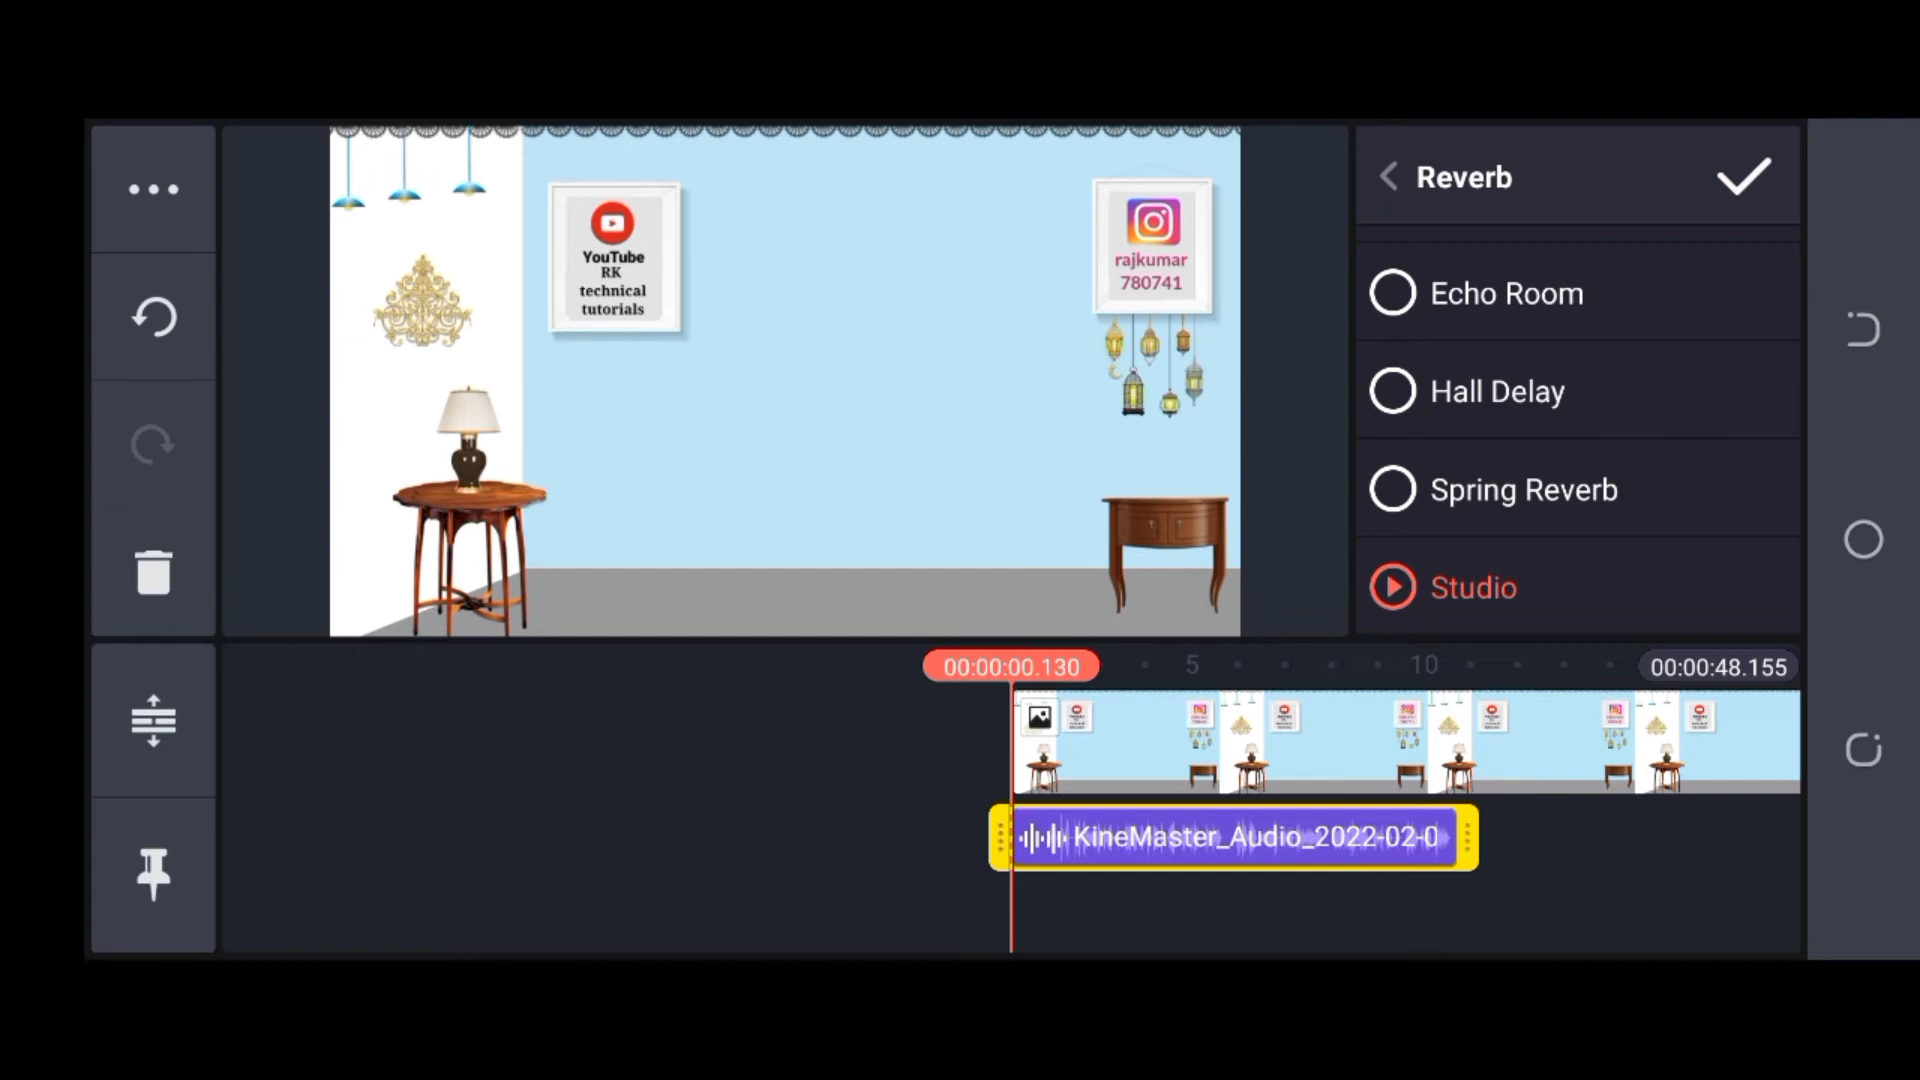 YouTube
RK
technical
tutorials
rajkumar
780741
Reverb
Echo Room
Hall Delay
Spring Reverb
Studio
00:00:00.130
5
10
00:00:48.155
KineMaster_Audio_2022-02-0